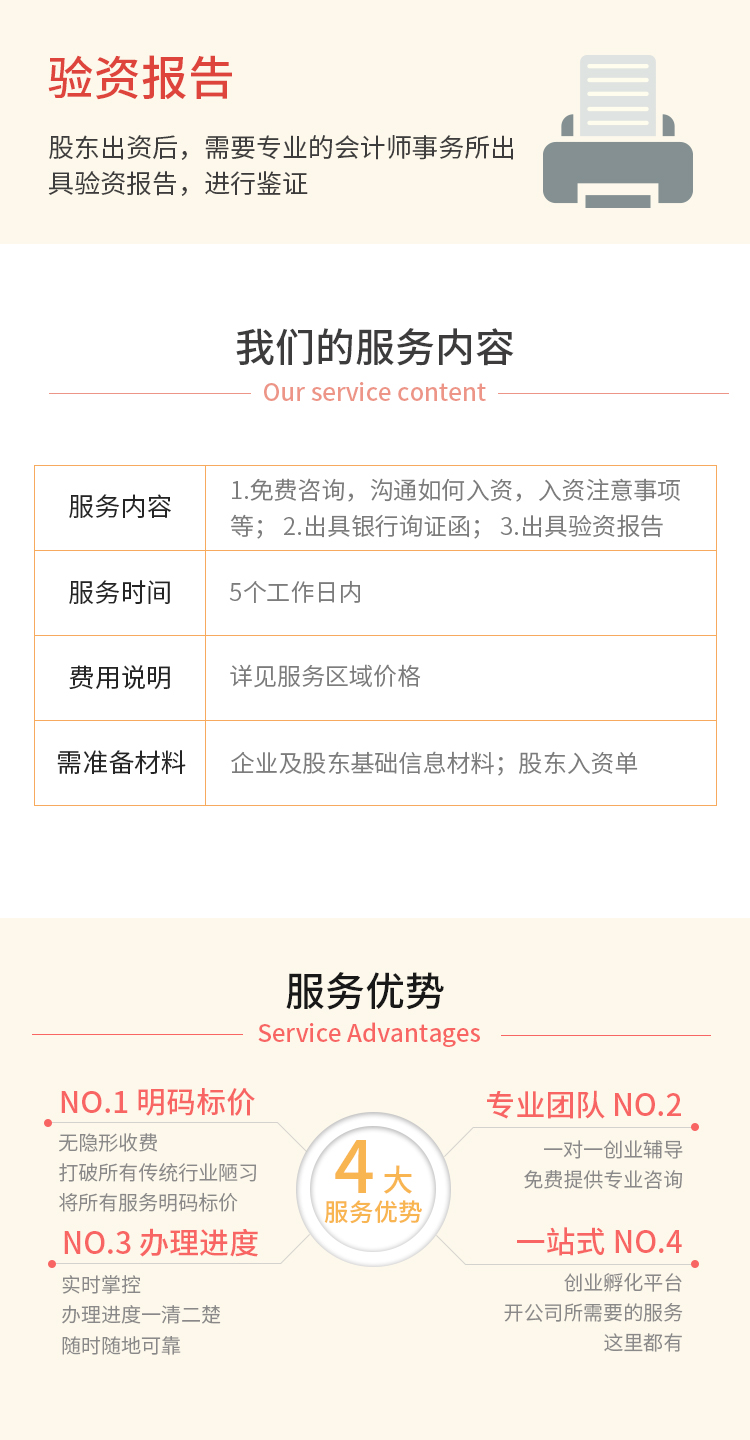 验资报告
股东出资后，需要专业的会计师事务所出
具验资报告，进行鉴证
我们的服务内容
Our service content
服务内容
1.免费咨询，沟通如何入资，入资注意事项
等； 2.出具银行询证函； 3.出具验资报告
服务时间
5个工作日内
费用说明
详见服务区域价格
需准备材料
企业及股东基础信息材料；股东入资单
服务优势
Service Advantages
NO.1 明码标价
无隐形收费
打破所有传统行业陋习
将所有服务明码标价
专业团队 NO.2
一对一创业辅导
免费提供专业咨询
4大
服务优势
NO.3 办理进度
实时掌控
办理进度一清二楚
随时随地可靠
一站式 NO.4
创业孵化平台
开公司所需要的服务
这里都有